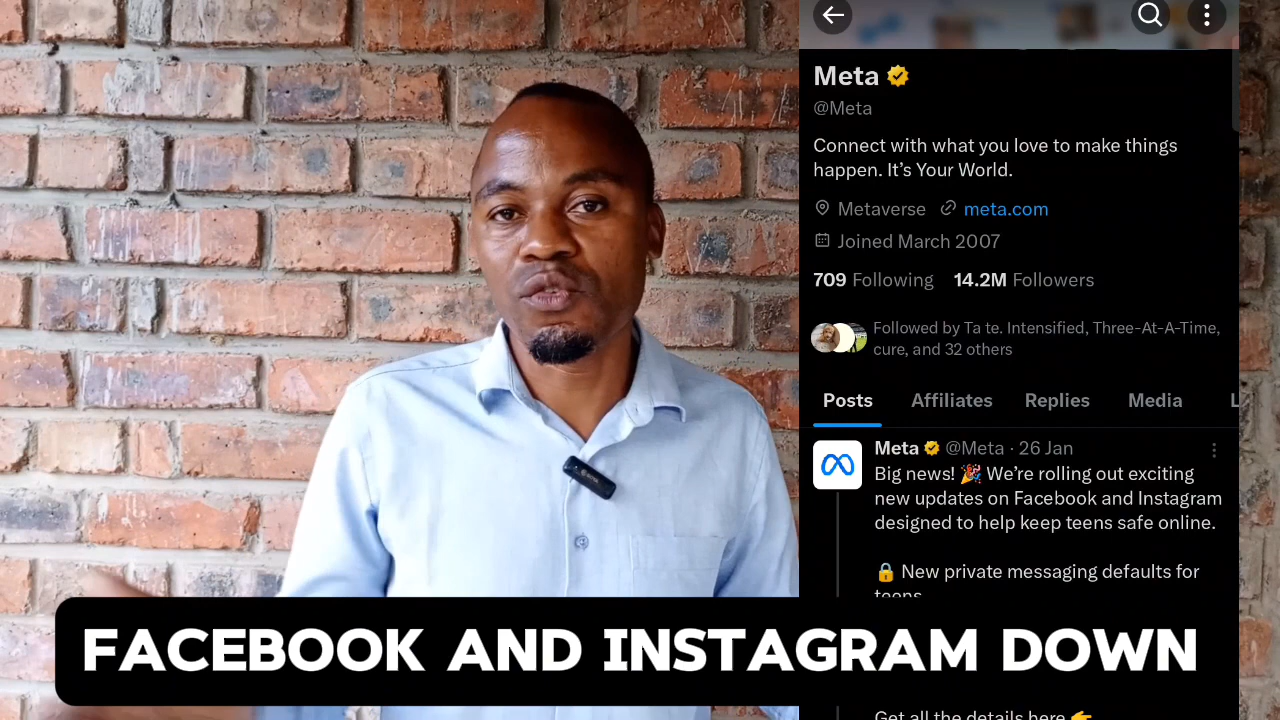 Meta
@Meta
Connect with what you love to make things
happen. It's Your World.
Metaverse meta.com
Joined March 2007
709 Following 14.2M Followers
Followed by Ta te. Intensified, Three-At-A-Time,
cure, and 32 others
Posts Affiliates Replies Media L
Meta @Meta · 26 Jan
Big news! 🎉 We're rolling out exciting
new updates on Facebook and Instagram
designed to help keep teens safe online.
🔒 New private messaging defaults for
teens
FACEBOOK AND INSTAGRAM DOWN
Get all the details here 👉